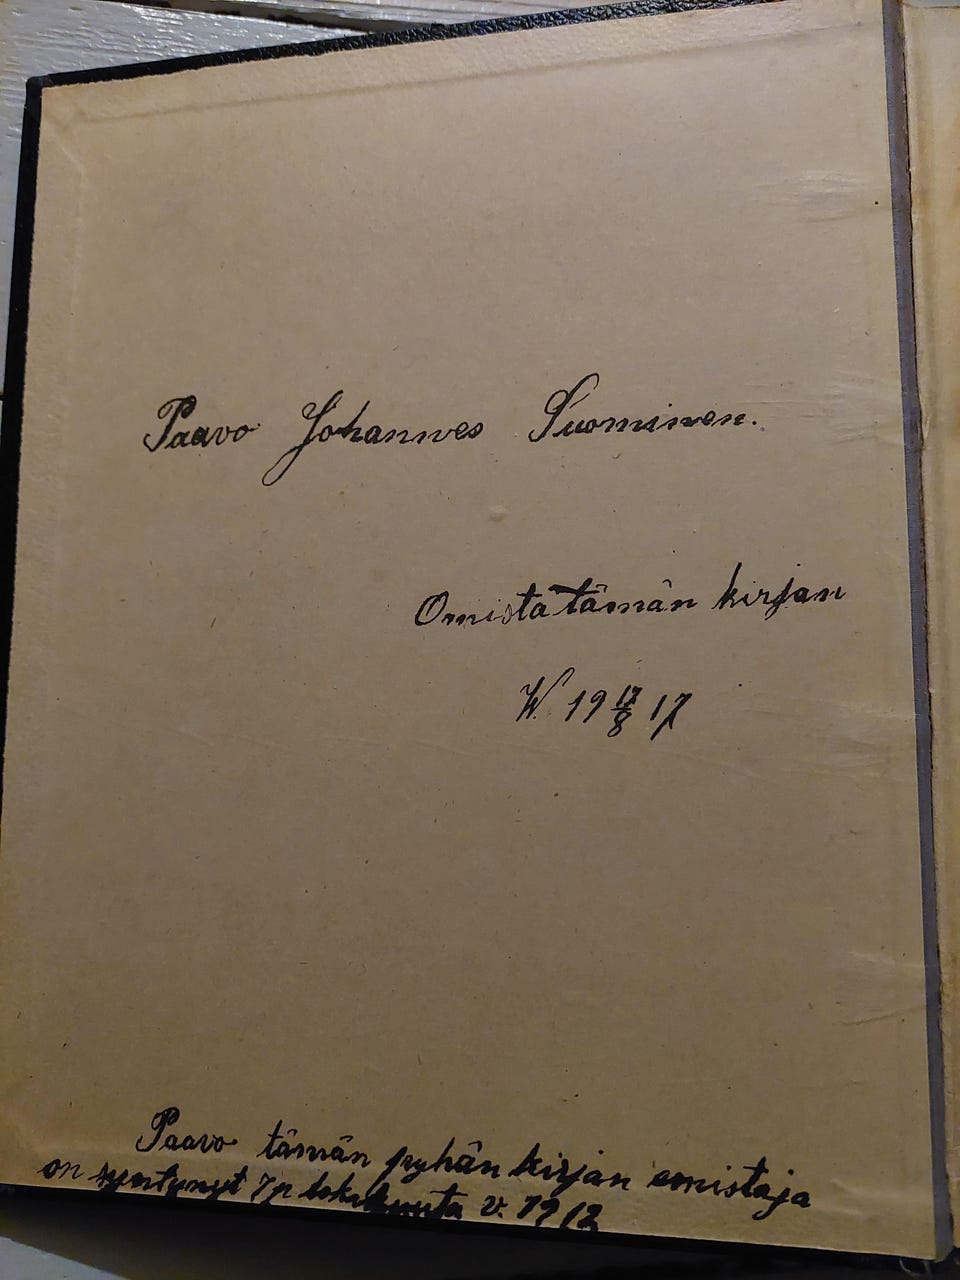 Paavo Johannes Suominen.
Omista tämän kirjan
W. 19 17/8 17
Paavo tämän pyhän kirjan omistaja
on syntynyt 7 p lokakuuta v. 1912